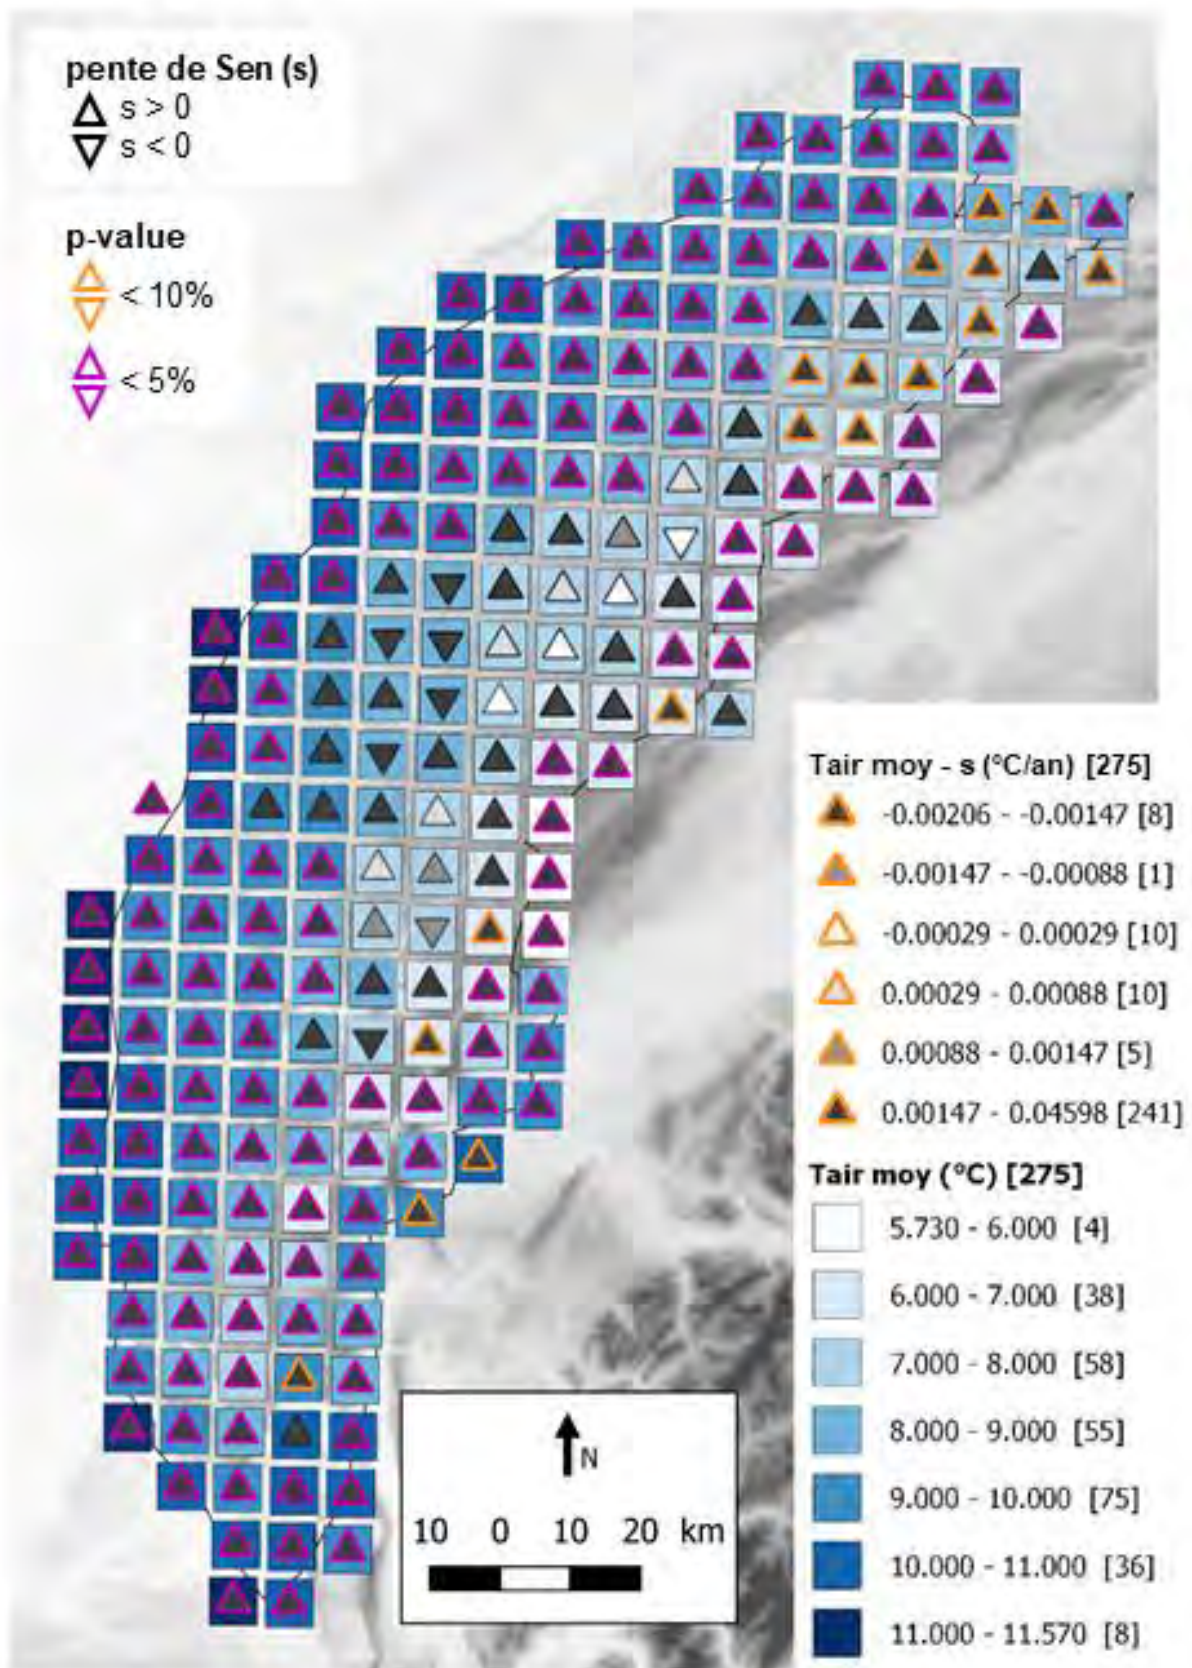 pente de Sen (s)
s > 0
s < 0
p-value
< 10%
< 5%
Tair moy - s (°C/an) [275]
-0.00206 - -0.00147 [8]
-0.00147 - -0.00088 [1]
-0.00029 - 0.00029 [10]
0.00029 - 0.00088 [10]
0.00088 - 0.00147 [5]
0.00147 - 0.04598 [241]
Tair moy (°C) [275]
5.730 - 6.000 [4]
6.000 - 7.000 [38]
7.000 - 8.000 [58]
8.000 - 9.000 [55]
9.000 - 10.000 [75]
10.000 - 11.000 [36]
11.000 - 11.570 [8]
N
10 0 10 20 km